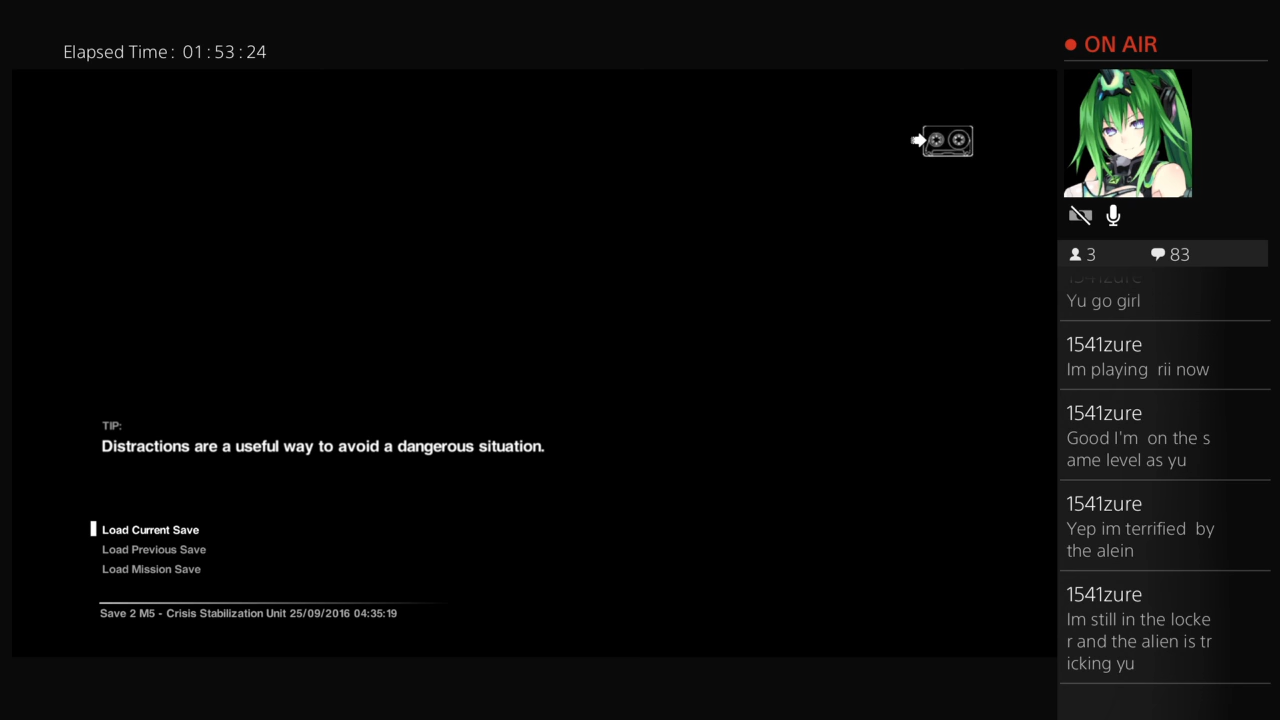 Elapsed Time: 01:53:24
ON AIR
3 83
1541zure
Yu go girl
1541zure
Im playing rii now
1541zure
Good I'm on the s
ame level as yu
1541zure
Yep im terrified by
the alein
1541zure
Im still in the locke
r and the alien is tr
icking yu
TIP:
Distractions are a useful way to avoid a dangerous situation.
Load Current Save
Load Previous Save
Load Mission Save
Save 2 M5 - Crisis Stabilization Unit 25/09/2016 04:35:19